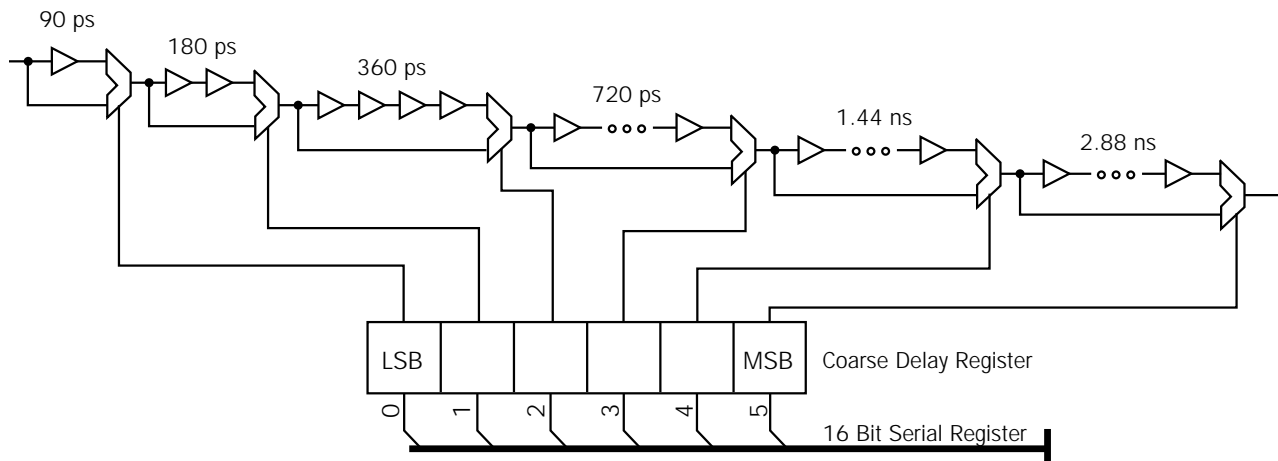 90 ps
180 ps
360 ps
720 ps
1.44 ns
2.88 ns
LSB
MSB
Coarse Delay Register
0
1
2
3
4
5
16 Bit Serial Register